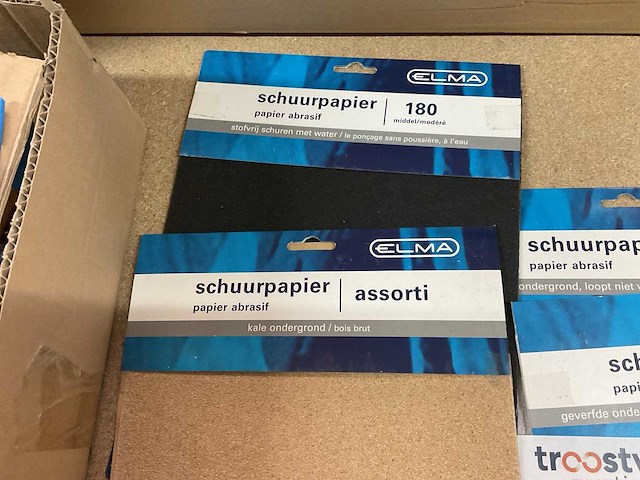 ELMA
schuurpapier 180
papier abrasif middel/modéré
stofvrij schuren met water / le ponçage sans poussière, à l'eau
ELMA
schuurpapier assorti
papier abrasif
kale ondergrond / bois brut
schuurpap
papier abrasif
ondergrond, loopt niet
sch
papi
geverfde onde
troostw